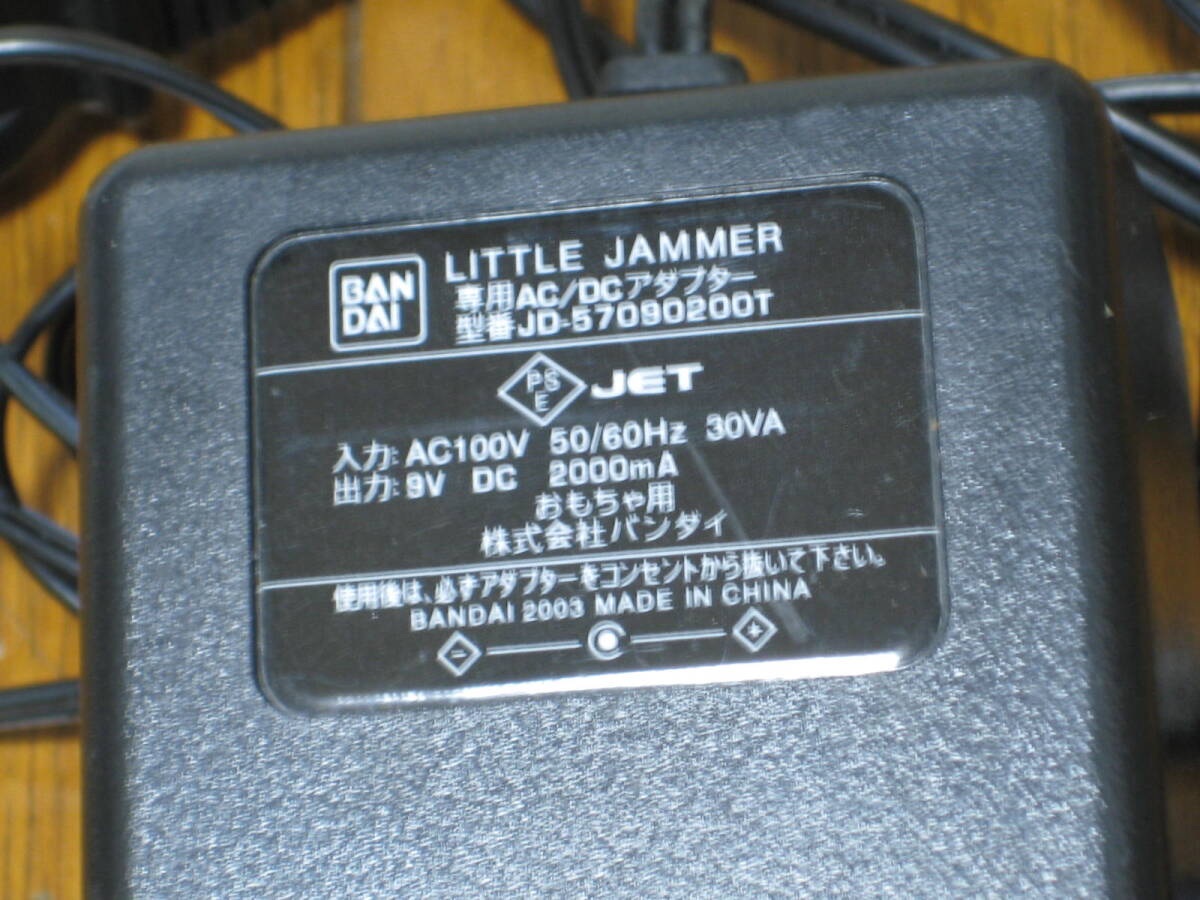 BAN
DAI
LITTLE JAMMER
専用AC/DCアダプター
型番JD-57090200T
PS
E
JET
入力: AC100V 50/60Hz 30VA
出力: 9V DC 2000mA
おもちゃ用
株式会社バンダイ
使用後は、必ずアダプターをコンセントから抜いて下さい。
BANDAI 2003 MADE IN CHINA
- +